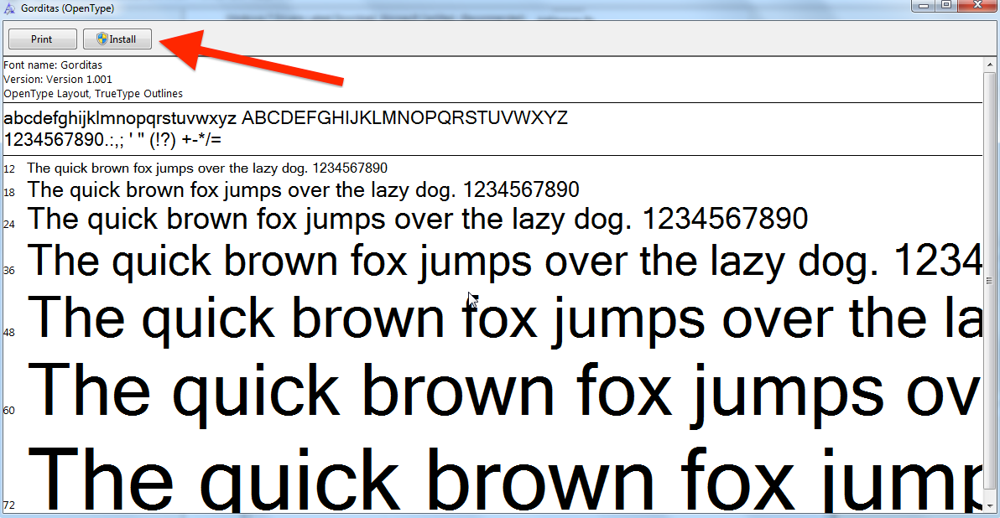 Gorditas (OpenType)
Print
Install
Font name: Gorditas
Version: Version 1.001
OpenType Layout, TrueType Outlines
abcdefghijklmnopqrstuvwxyz ABCDEFGHIJKLMNOPQRSTUVWXYZ
1234567890.:,; ' " (!?) +-*/=
12 The quick brown fox jumps over the lazy dog. 1234567890
18 The quick brown fox jumps over the lazy dog. 1234567890
24 The quick brown fox jumps over the lazy dog. 1234567890
36 The quick brown fox jumps over the lazy dog. 1234
48 The quick brown fox jumps over the la
60 The quick brown fox jumps ov
72 The quick brown fox jump